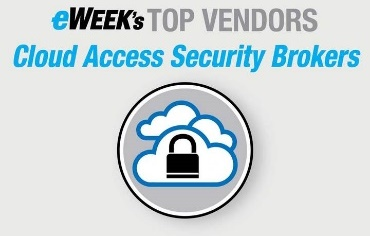 eWEEK's TOP VENDORS
Cloud Access Security Brokers